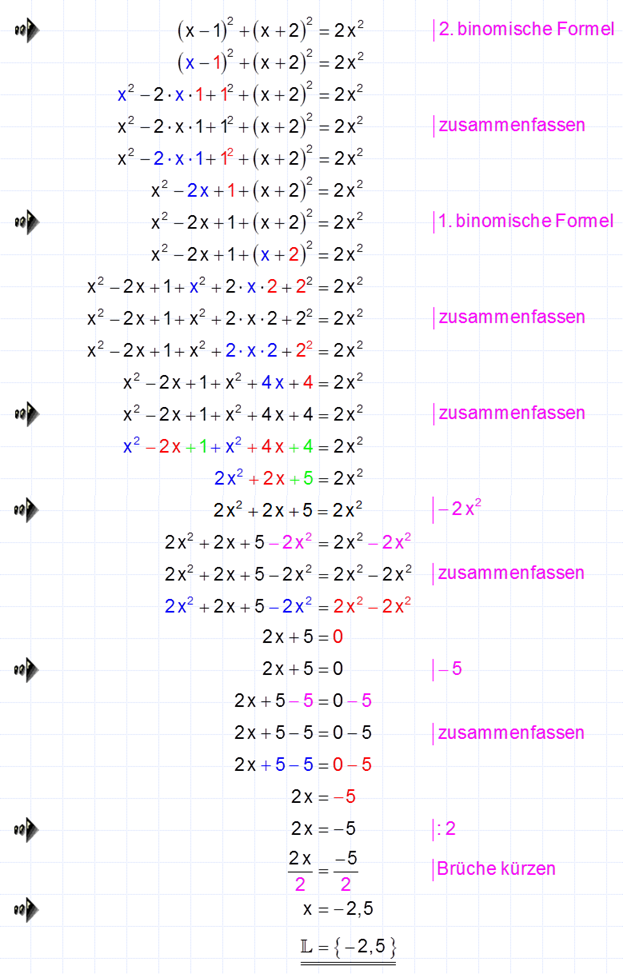 (x − 1)² + (x + 2)² = 2x² | 2. binomische Formel
(x − 1)² + (x + 2)² = 2x²
x² − 2 · x · 1 + 1² + (x + 2)² = 2x²
x² − 2 · x · 1 + 1² + (x + 2)² = 2x² | zusammenfassen
x² − 2 · x · 1 + 1² + (x + 2)² = 2x²
x² − 2x + 1 + (x + 2)² = 2x²
x² − 2x + 1 + (x + 2)² = 2x² | 1. binomische Formel
x² − 2x + 1 + (x + 2)² = 2x²
x² − 2x + 1 + x² + 2 · x · 2 + 2² = 2x²
x² − 2x + 1 + x² + 2 · x · 2 + 2² = 2x² | zusammenfassen
x² − 2x + 1 + x² + 2 · x · 2 + 2² = 2x²
x² − 2x + 1 + x² + 4x + 4 = 2x²
x² − 2x + 1 + x² + 4x + 4 = 2x² | zusammenfassen
x² − 2x + 1 + x² + 4x + 4 = 2x²
2x² + 2x + 5 = 2x²
2x² + 2x + 5 = 2x² | − 2x²
2x² + 2x + 5 − 2x² = 2x² − 2x²
2x² + 2x + 5 − 2x² = 2x² − 2x² | zusammenfassen
2x² + 2x + 5 − 2x² = 2x² − 2x²
2x + 5 = 0
2x + 5 = 0 | − 5
2x + 5 − 5 = 0 − 5
2x + 5 − 5 = 0 − 5 | zusammenfassen
2x + 5 − 5 = 0 − 5
2x = −5
2x = −5 | : 2
2x/2 = −5/2 | Brüche kürzen
x = −2,5
𝕃 = { −2,5 }